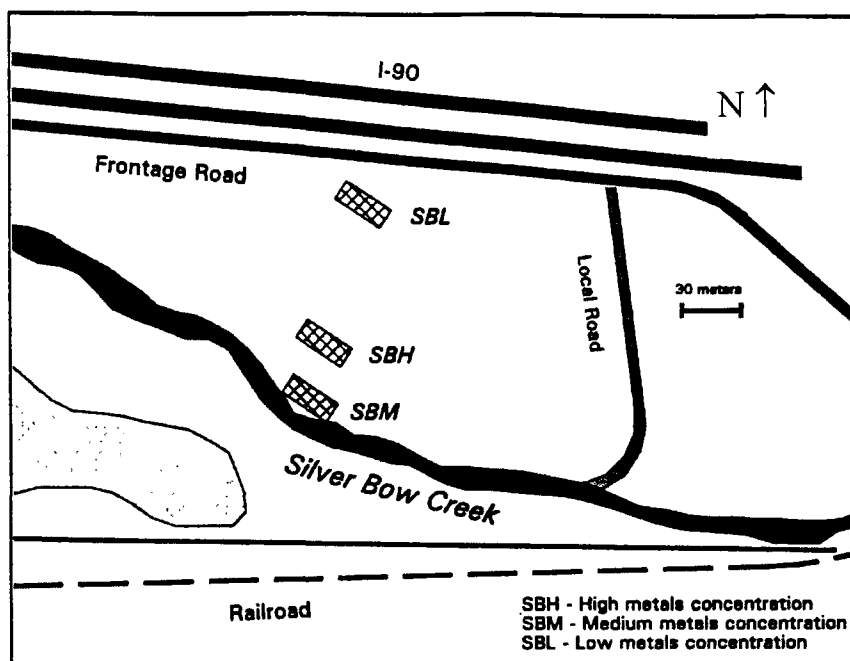 I-90
N ↑
Frontage Road
SBL
Local Road
30 meters
SBH
SBM
Silver Bow Creek
Railroad
SBH - High metals concentration
SBM - Medium metals concentration
SBL - Low metals concentration